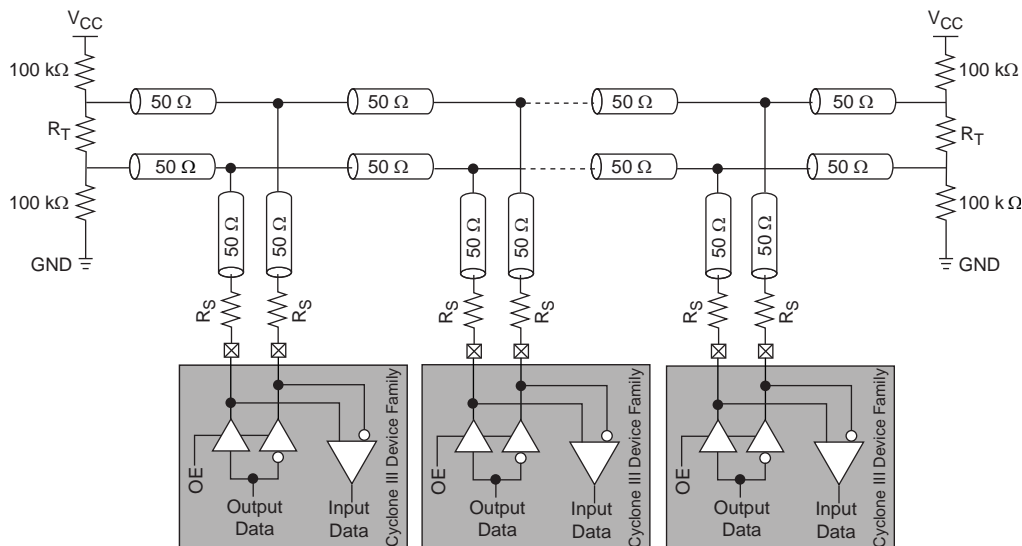 VCC VCC
100 kΩ 100 kΩ
50 Ω 50 Ω 50 Ω 50 Ω
RT RT
50 Ω 50 Ω 50 Ω 50 Ω
100 kΩ 100 k Ω
50 Ω 50 Ω 50 Ω 50 Ω 50 Ω 50 Ω
GND GND
RS RS RS RS RS RS
Cyclone III Device Family Cyclone III Device Family Cyclone III Device Family
OE OE OE
Output Input Output Input Output Input
Data Data Data Data Data Data